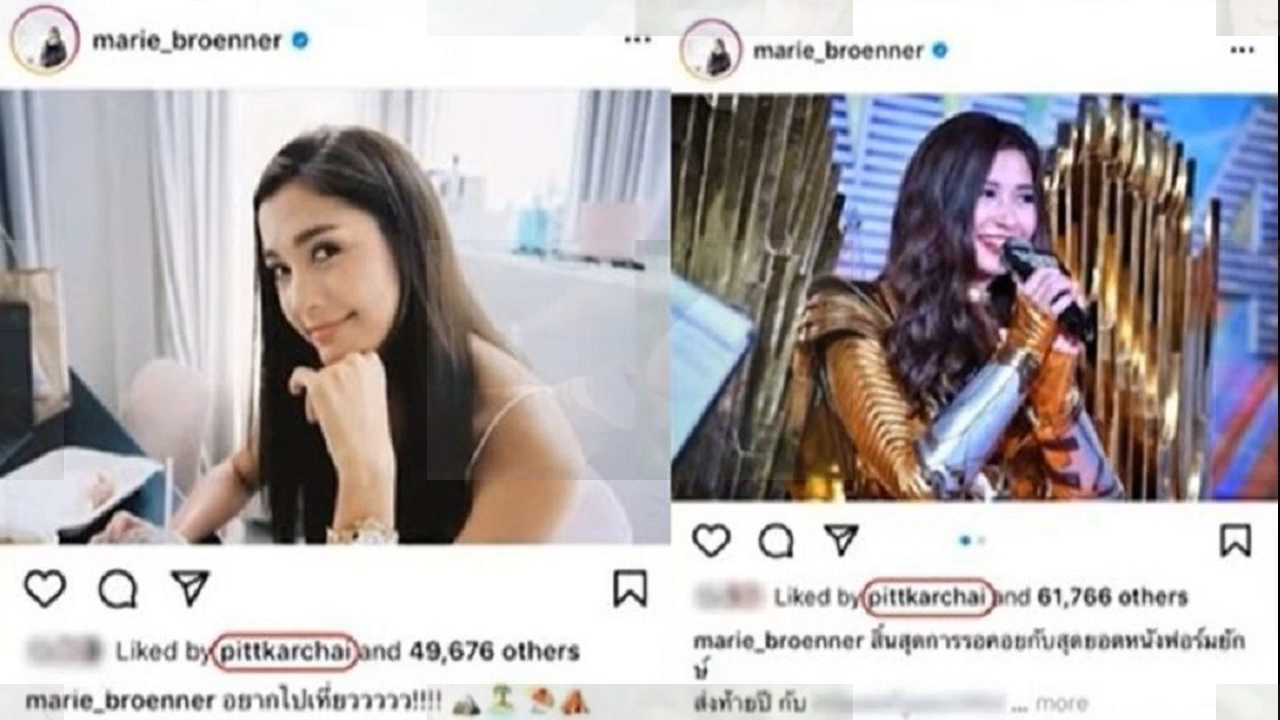 marie_broenner
Liked by pittkarchai and 49,676 others
marie_broenner อยากไปเที่ยววววว!!!!
marie_broenner
Liked by pittkarchai and 61,766 others
marie_broenner สิ้นสุดการรอคอยกับสุดยอดหนังฟอร์มยัก
ษ์
ส่งท้ายปี กับ ... more